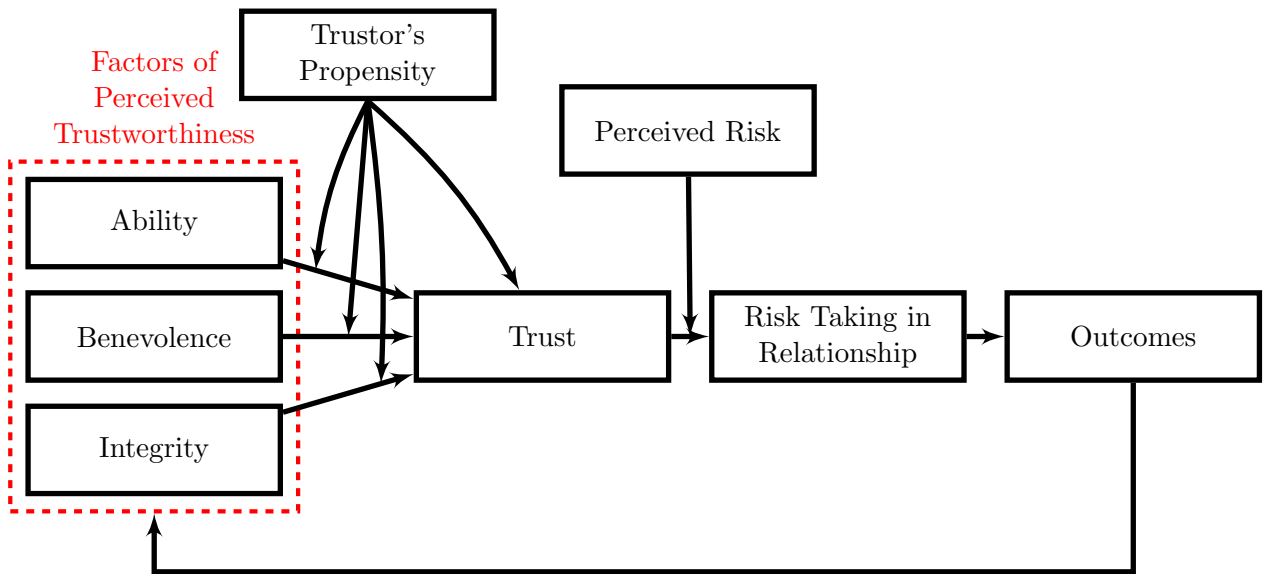 Trustor's
Propensity
Factors of
Perceived
Trustworthiness
Perceived Risk
Ability
Benevolence
Integrity
Trust
Risk Taking in
Relationship
Outcomes